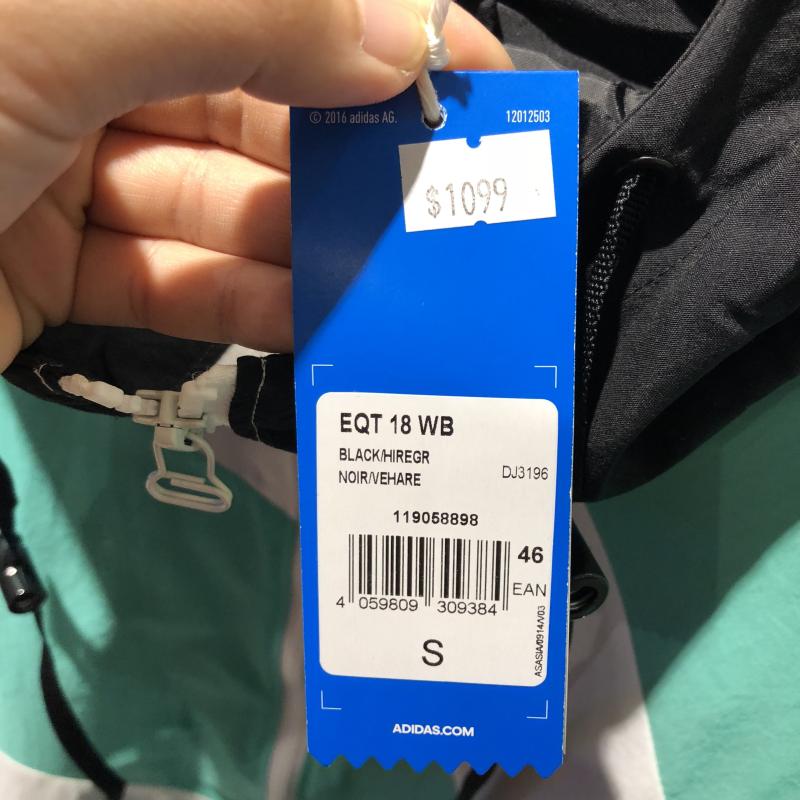 © 2016 adidas AG. 12012503
$1099
EQT 18 WB
BLACK/HIREGR
NOIR/VEHARE DJ3196
119058898
46
EAN
4 059809 309384
S
ASASIA/0914/V03
ADIDAS.COM